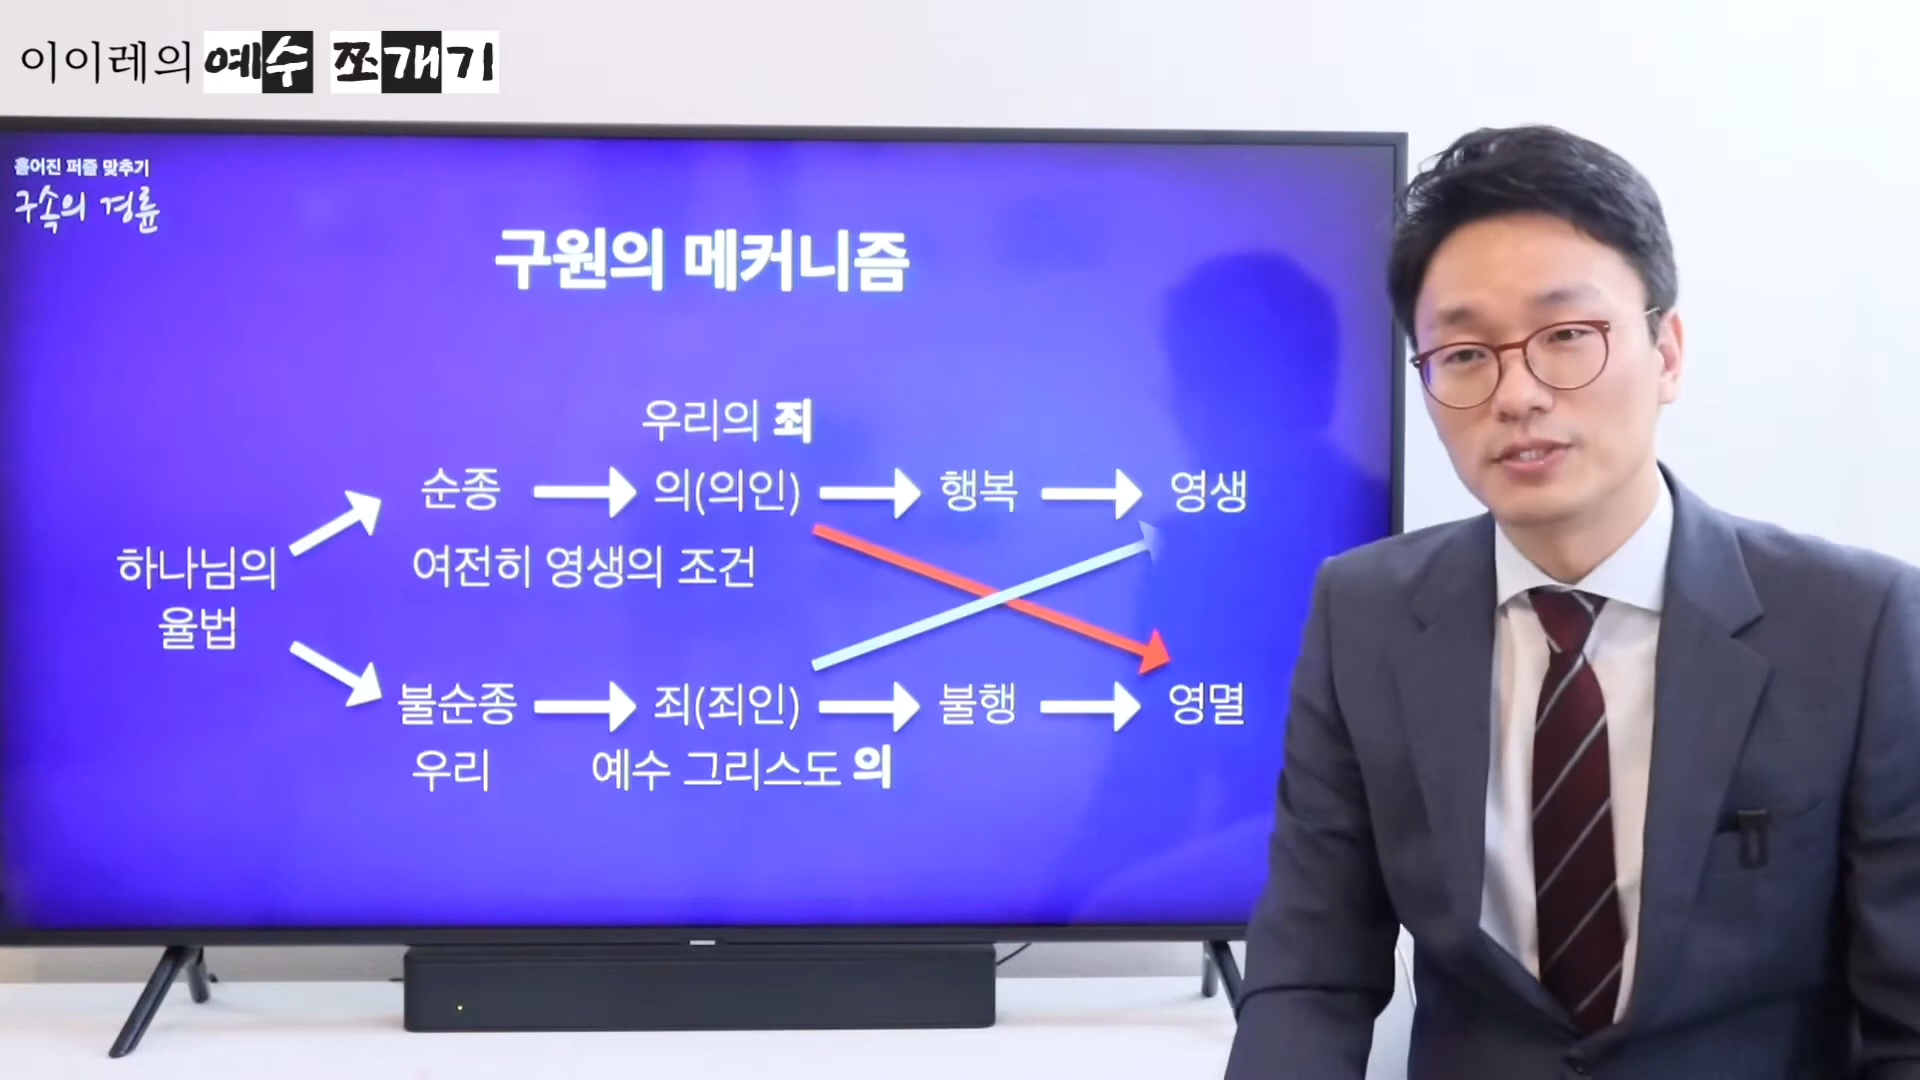 이이레의 예수 쪼개기
흩어진 퍼즐 맞추기
구속의 경륜
구원의 메커니즘
우리의 죄
순종 의(의인) 행복 영생
하나님의
율법
여전히 영생의 조건
불순종 죄(죄인) 불행 영멸
우리 예수 그리스도 의